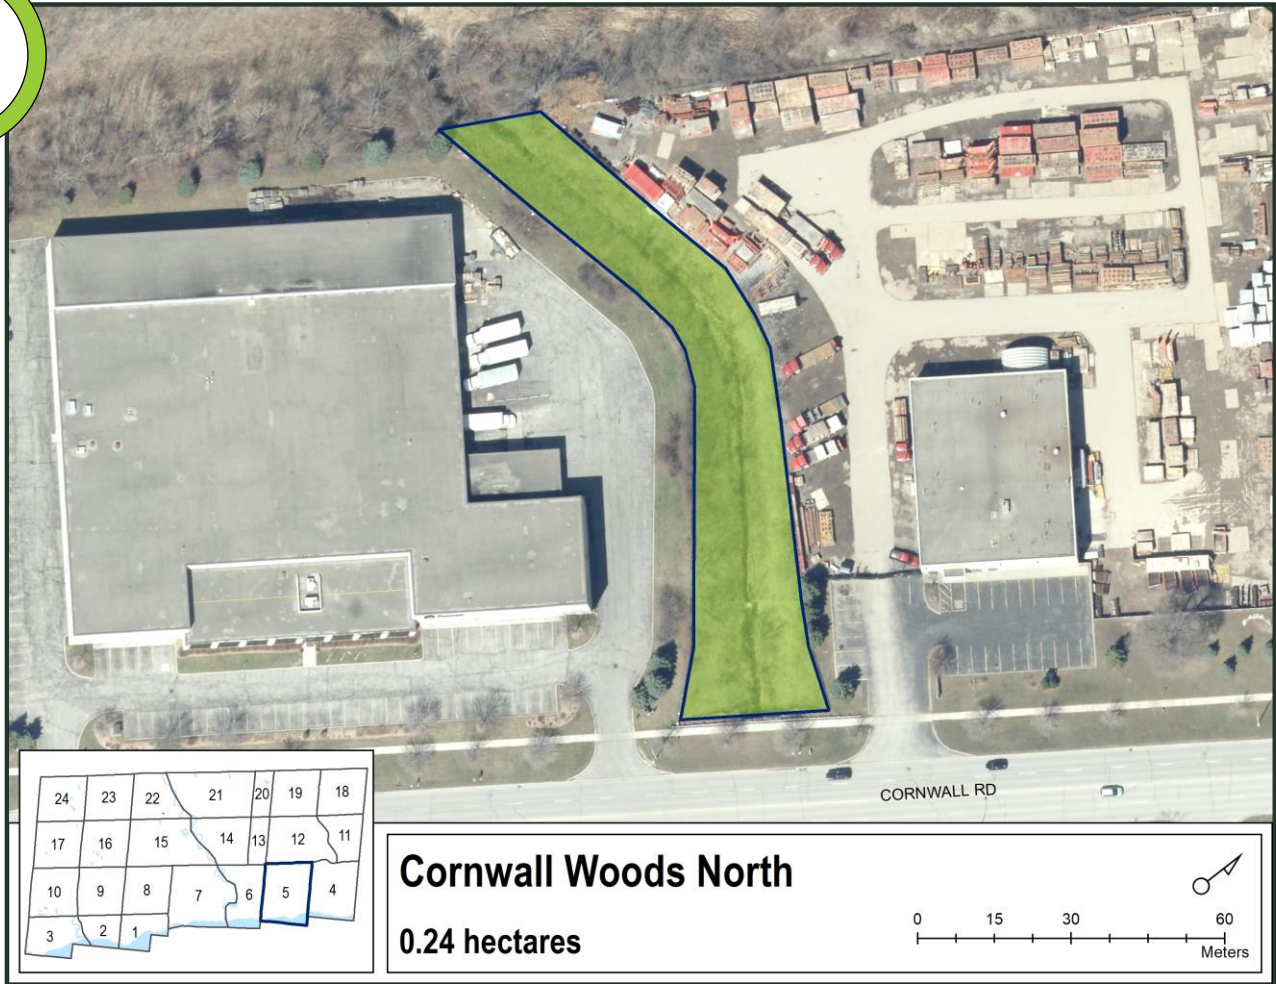 CORNWALL RD
24 23 22 21 20 19 18
17 16 15 14 13 12 11
10 9 8 7 6 5 4
3 2 1
Cornwall Woods North
0.24 hectares
0 15 30 60
Meters